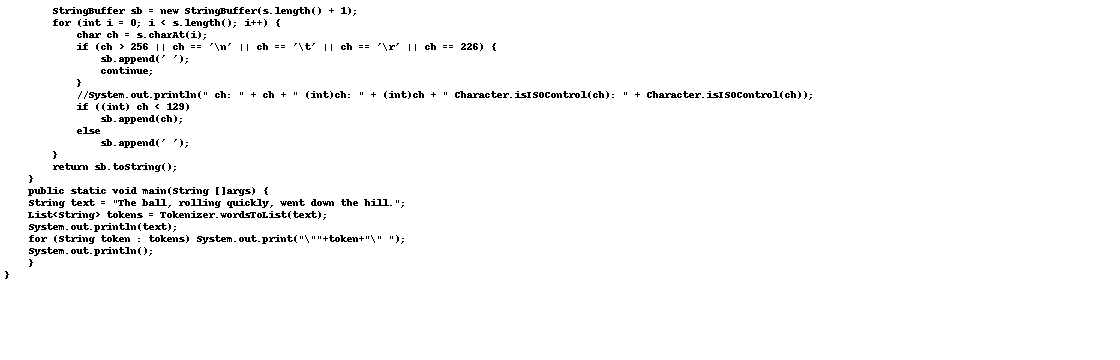 StringBuffer sb = new StringBuffer(s.length() + 1);
for (int i = 0; i < s.length(); i++) {
char ch = s.charAt(i);
if (ch > 256 || ch == '\n' || ch == '\t' || ch == '\r' || ch == 226) {
sb.append(' ');
continue;
}
//System.out.println(" ch: " + ch + " (int)ch: " + (int)ch + " Character.isISOControl(ch): " + Character.isISOControl(ch));
if ((int) ch < 129)
sb.append(ch);
else
sb.append(' ');
}
return sb.toString();
}
public static void main(String []args) {
String text = "The ball, rolling quickly, went down the hill.";
List<String> tokens = Tokenizer.wordsToList(text);
System.out.println(text);
for (String token : tokens) System.out.print("\""+token+"\" ");
System.out.println();
}
}